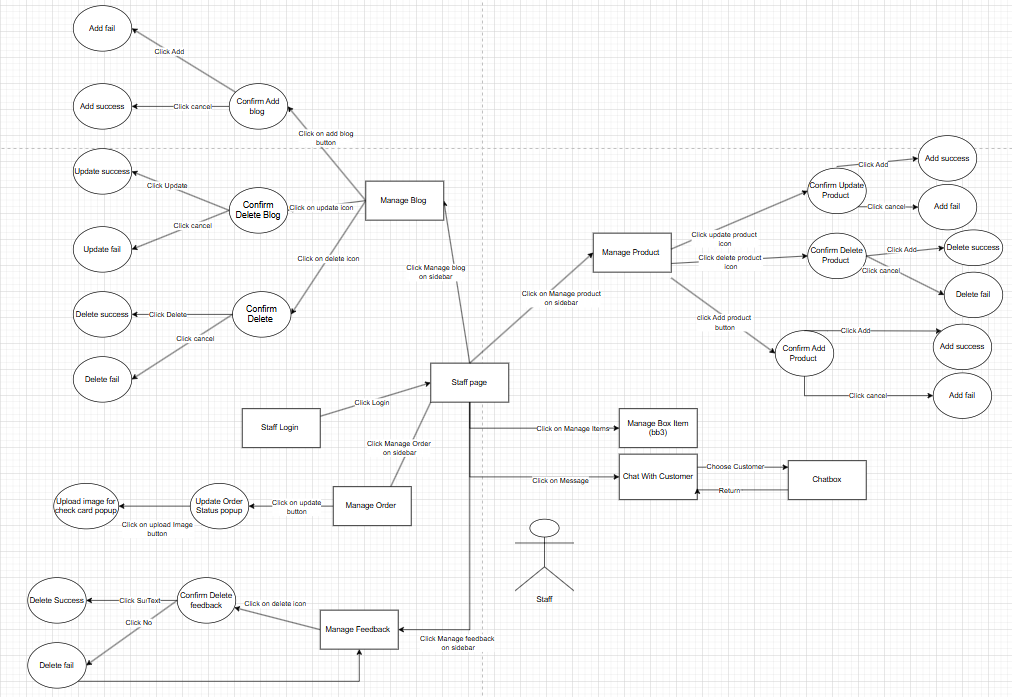 Add fail
Click Add
Confirm Add
blog
Add success
Click cancel
Click on add blog
button
Update success
Click Update
Confirm
Delete Blog
Click on update icon
Manage Blog
Click cancel
Update fail
Click on delete icon
Click Manage blog
on sidebar
Delete success
Click Delete
Confirm
Delete
Click cancel
Delete fail
Add success
Click Add
Confirm Update
Product
Click cancel
Add fail
Click update product
icon
Manage Product
Click delete product
icon
Confirm Delete
Product
Click Add
Delete success
Click cancel
Delete fail
Click on Manage product
on sidebar
click Add product
button
Click Add
Confirm Add
Product
Add success
Click cancel
Add fail
Staff page
Click Login
Staff Login
Click Manage Order
on sidebar
Click on Manage Items
Manage Box Item
(bb3)
Click on Message
Chat With Customer
Choose Customer
Return
Chatbox
Upload image for
check card popup
Click on upload Image
button
Update Order
Status popup
Click on update
button
Manage Order
Staff
Delete Success
Confirm Delete
feedback
Click on delete icon
Click No
Manage Feedback
Click Manage feedback
on sidebar
Delete fail